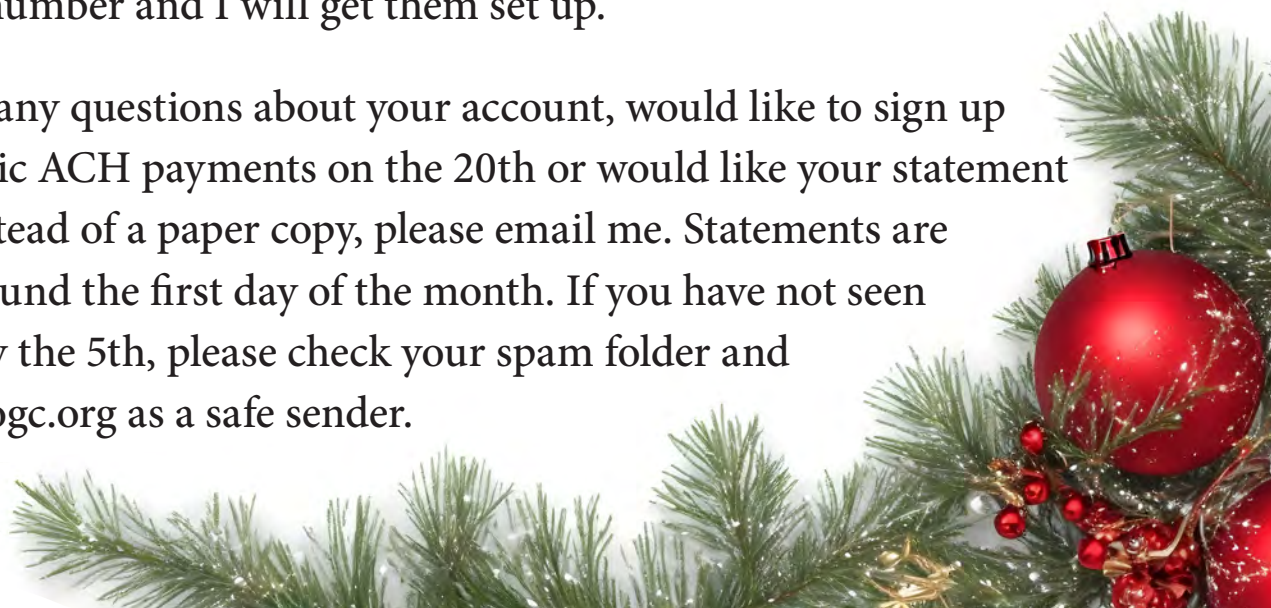 number and I will get them set up.
any questions about your account, would like to sign up
ic ACH payments on the 20th or would like your statement
tead of a paper copy, please email me. Statements are
und the first day of the month. If you have not seen
the 5th, please check your spam folder and
ogc.org as a safe sender.